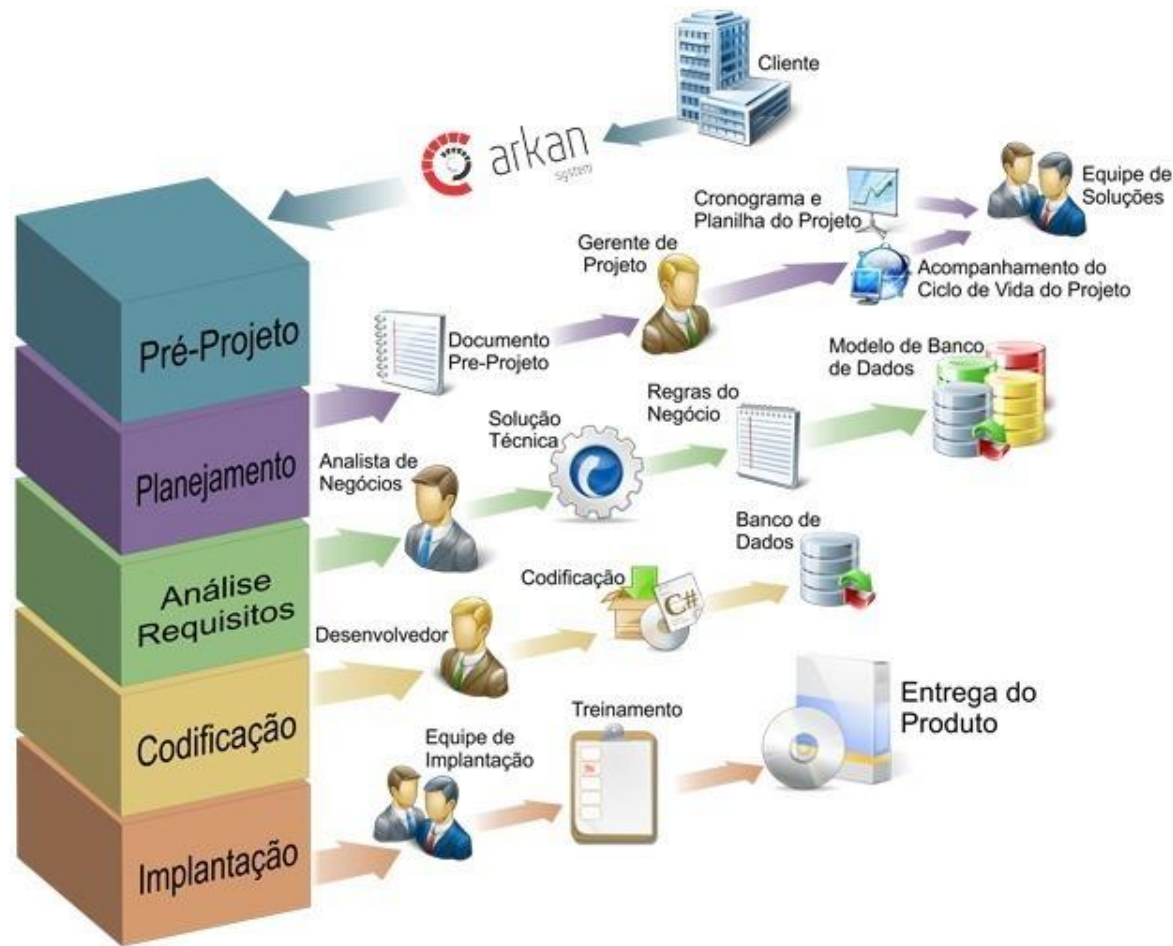 Cliente
arkan
system
Cronograma e
Planilha do Projeto
Equipe de
Soluções
Gerente de
Projeto
Acompanhamento do
Ciclo de Vida do Projeto
Pré-Projeto
Documento
Pre-Projeto
Modelo de Banco
de Dados
Regras do
Negócio
Solução
Técnica
Planejamento
Analista de
Negócios
Banco de
Dados
Análise
Requisitos
Codificação
C#
Desenvolvedor
Codificação
Treinamento
Entrega do
Produto
Equipe de
Implantação
Implantação